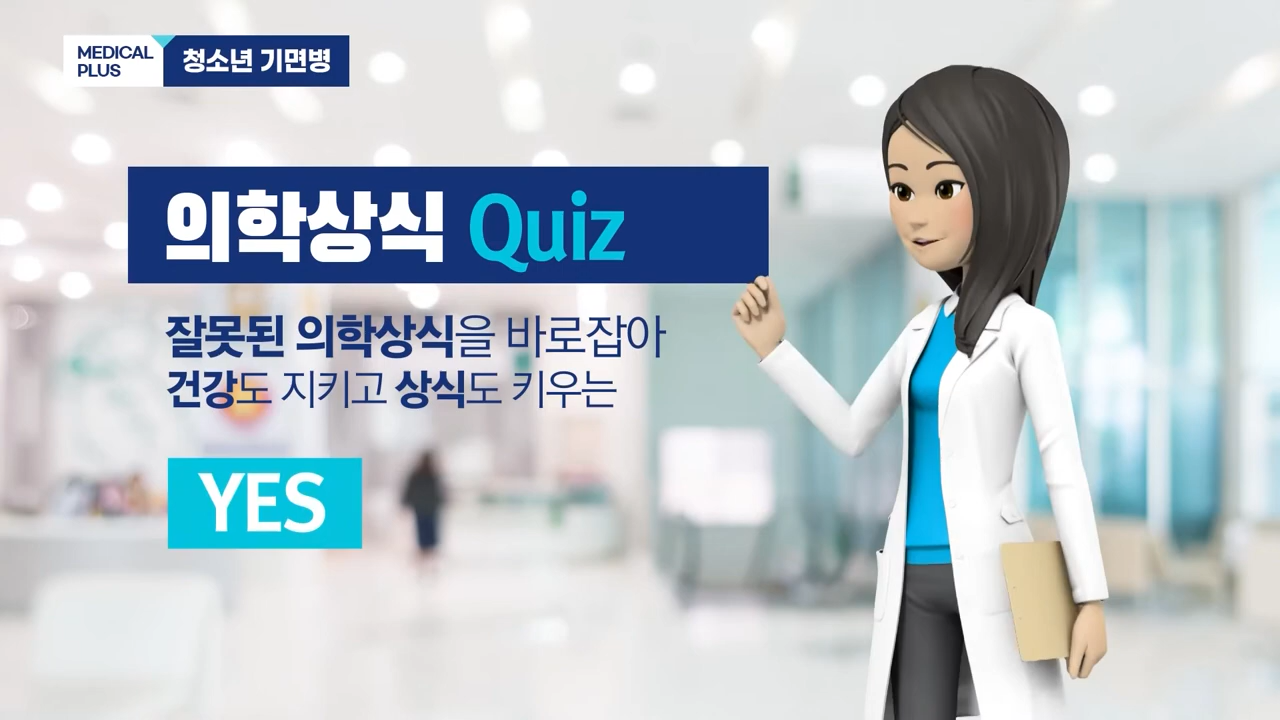 MEDICAL
PLUS
청소년 기면병
의학상식 Quiz
잘못된 의학상식을 바로잡아
건강도 지키고 상식도 키우는
YES